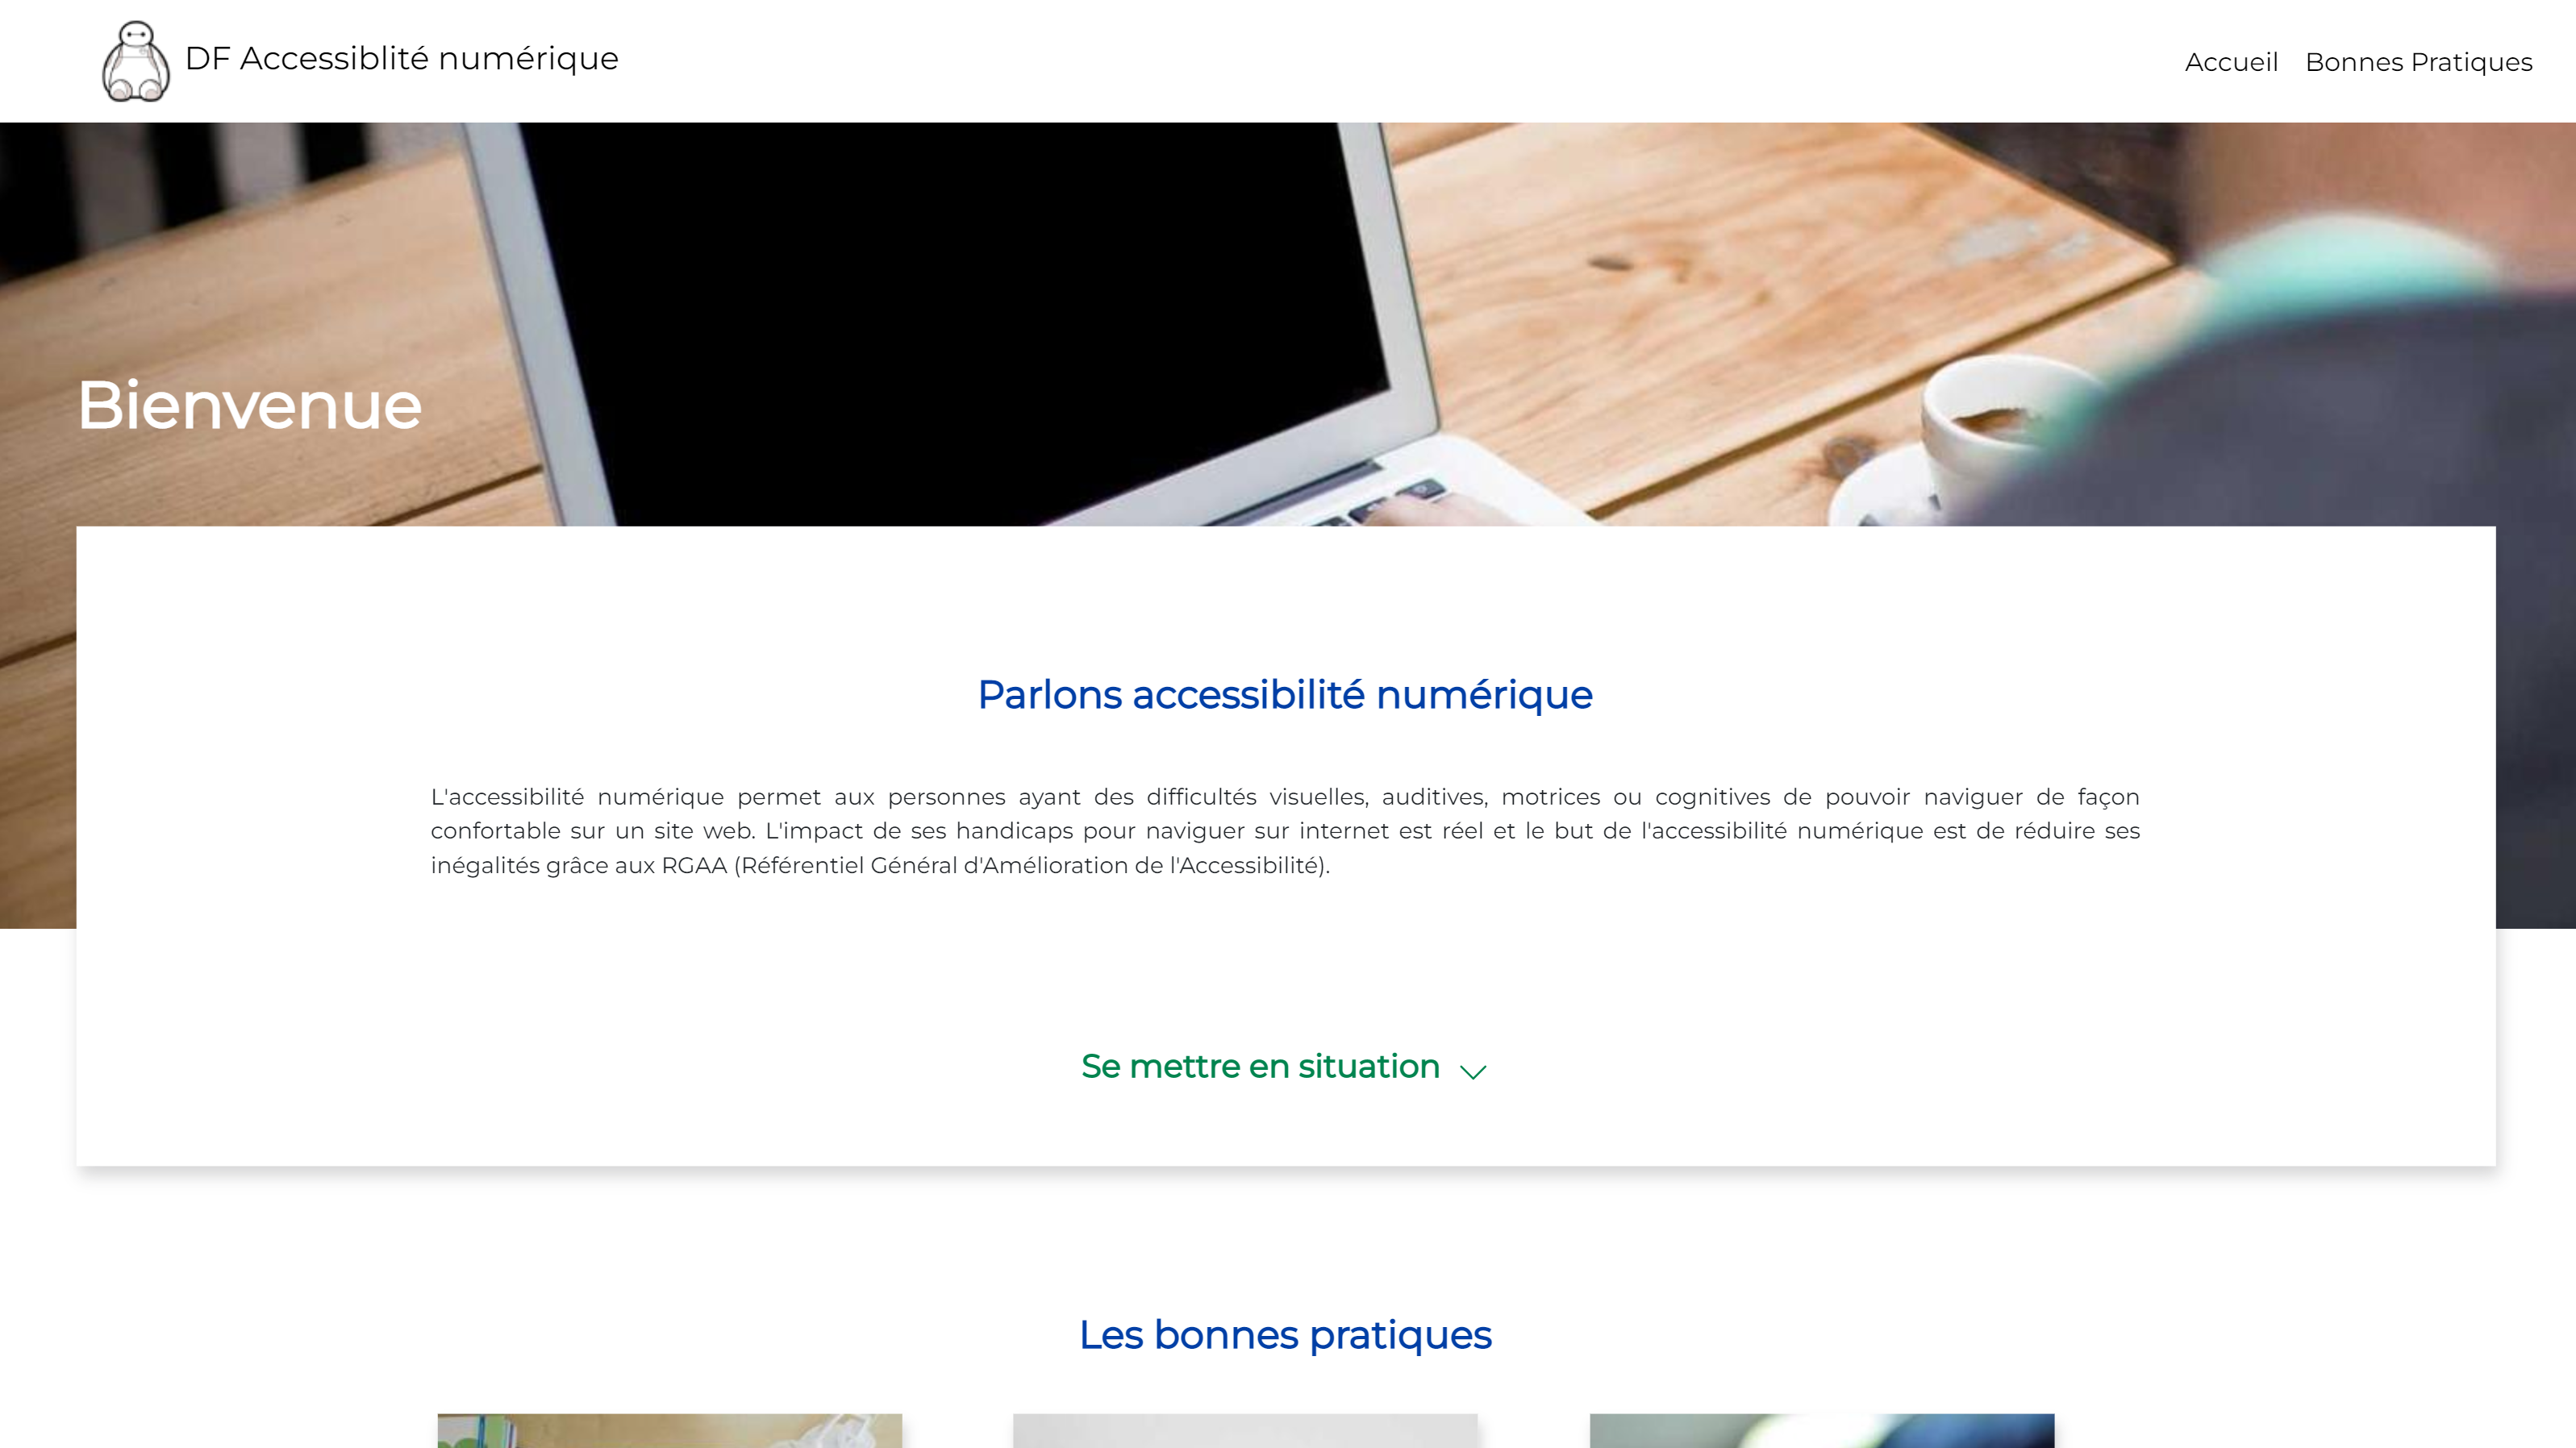 DF Accessiblité numérique
Accueil
Bonnes Pratiques
Bienvenue
Parlons accessibilité numérique
L'accessibilité numérique permet aux personnes ayant des difficultés visuelles, auditives, motrices ou cognitives de pouvoir naviguer de façon
confortable sur un site web. L'impact de ses handicaps pour naviguer sur internet est réel et le but de l'accessibilité numérique est de réduire ses
inégalités grâce aux RGAA (Référentiel Général d'Amélioration de l'Accessibilité).
Se mettre en situation
Les bonnes pratiques